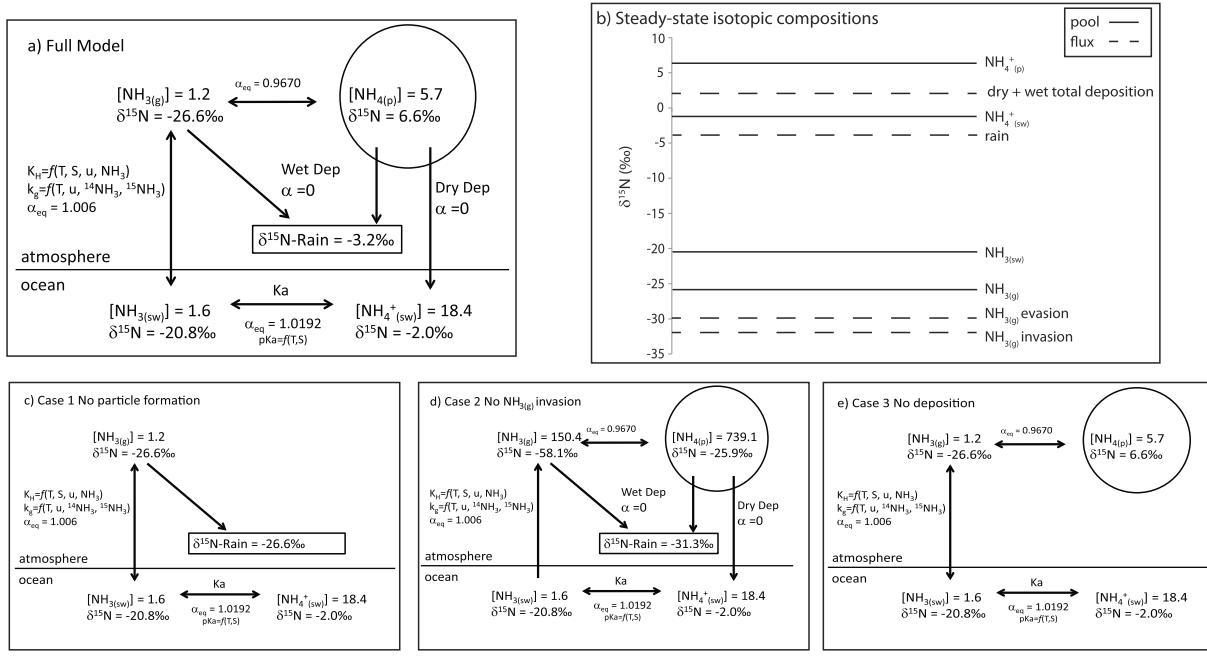 a) Full Model
[NH₃₍g₎] = 1.2
δ¹⁵N = -26.6‰
αeq = 0.9670
[NH₄₍p₎] = 5.7
δ¹⁵N = 6.6‰
K_H=f(T, S, u, NH₃)
k_g=f(T, u, ¹⁴NH₃, ¹⁵NH₃)
αeq = 1.006
Wet Dep
α =0
Dry Dep
α =0
δ¹⁵N-Rain = -3.2‰
atmosphere
ocean
[NH₃(sw)] = 1.6
δ¹⁵N = -20.8‰
Ka
αeq = 1.0192
pKa=f(T,S)
[NH₄⁺(sw)] = 18.4
δ¹⁵N = -2.0‰
b) Steady-state isotopic compositions
pool
flux
δ¹⁵N (‰)
10
5
0
-5
-10
-15
-20
-25
-30
-35
NH₄⁺(p)
dry + wet total deposition
NH₄⁺(sw)
rain
NH₃(sw)
NH₃(g)
NH₃(g) evasion
NH₃(g) invasion
c) Case 1 No particle formation
[NH₃(g)] = 1.2
δ¹⁵N = -26.6‰
K_H=f(T, S, u, NH₃)
k_g=f(T, u, ¹⁴NH₃, ¹⁵NH₃)
αeq = 1.006
δ¹⁵N-Rain = -26.6‰
atmosphere
ocean
[NH₃(sw)] = 1.6
δ¹⁵N = -20.8‰
Ka
αeq = 1.0192
pKa=f(T,S)
[NH₄⁺(sw)] = 18.4
δ¹⁵N = -2.0‰
d) Case 2 No NH₃(g) invasion
[NH₃(g)] = 150.4
δ¹⁵N = -58.1‰
αeq = 0.9670
[NH₄(p)] = 739.1
δ¹⁵N = -25.9‰
K_H=f(T, S, u, NH₃)
k_g=f(T, u, ¹⁴NH₃, ¹⁵NH₃)
αeq = 1.006
Wet Dep
α =0
Dry Dep
α =0
δ¹⁵N-Rain = -31.3‰
atmosphere
ocean
[NH₃(sw)] = 1.6
δ¹⁵N = -20.8‰
Ka
αeq = 1.0192
pKa=f(T,S)
[NH₄⁺(sw)] = 18.4
δ¹⁵N = -2.0‰
e) Case 3 No deposition
[NH₃(g)] = 1.2
δ¹⁵N = -26.6‰
αeq = 0.9670
[NH₄(p)] = 5.7
δ¹⁵N = 6.6‰
K_H=f(T, S, u, NH₃)
k_g=f(T, u, ¹⁴NH₃, ¹⁵NH₃)
αeq = 1.006
atmosphere
ocean
[NH₃(sw)] = 1.6
δ¹⁵N = -20.8‰
Ka
αeq = 1.0192
pKa=f(T,S)
[NH₄⁺(sw)] = 18.4
δ¹⁵N = -2.0‰